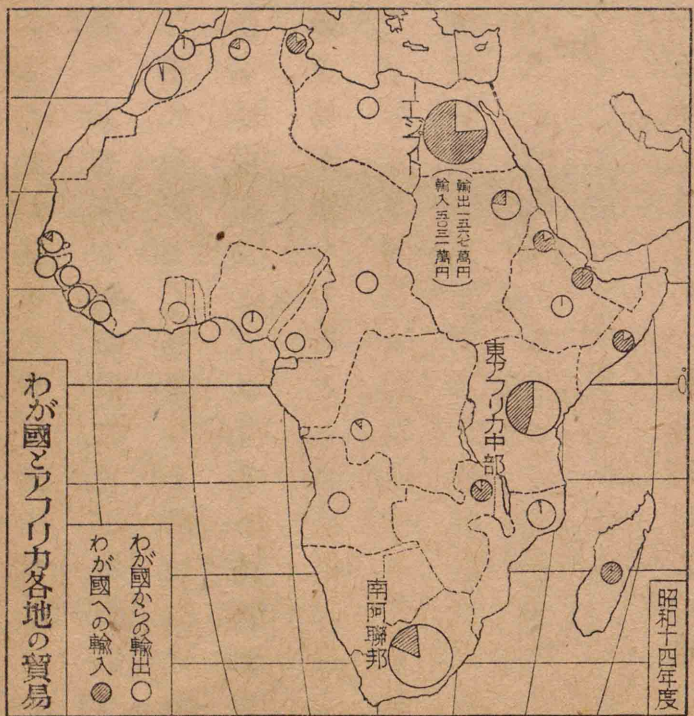 昭和十四年度
エジプト
(輸出一五六七萬円
輸入五〇三一萬円)
東アフリカ中部
南阿聯邦
わが國からの輸出
わが國への輸入
わが國とアフリカ各地の貿易